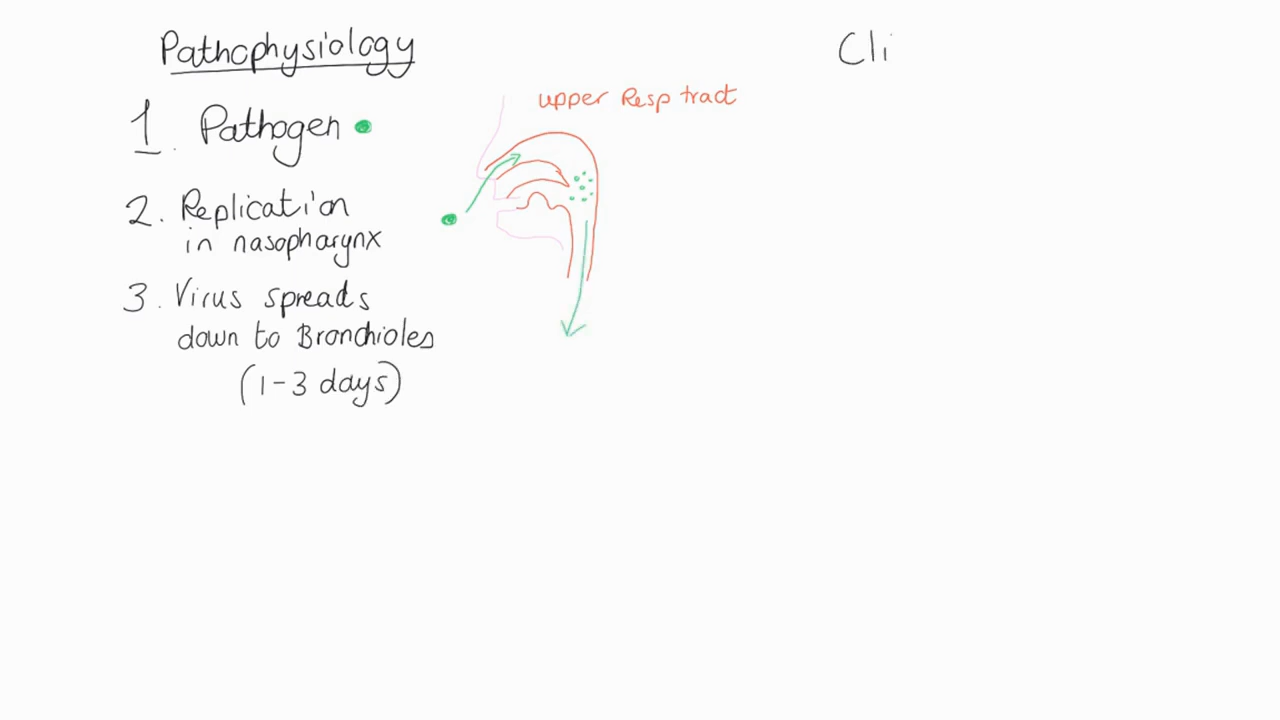 Pathophysiology
1. Pathogen
2. Replication
in nasopharynx
3. Virus spreads
down to Bronchioles
(1-3 days)
upper Resp tract
Cli